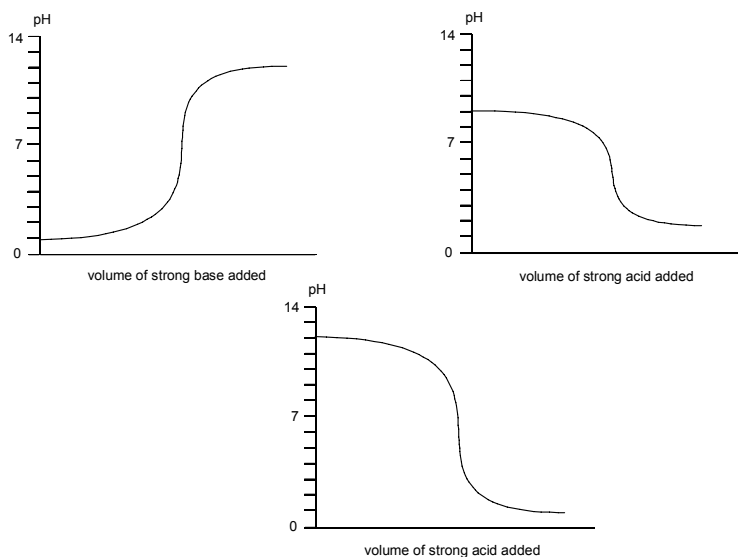 pH
14
7
0
volume of strong base added
pH
14
7
0
volume of strong acid added
pH
14
7
0
volume of strong acid added